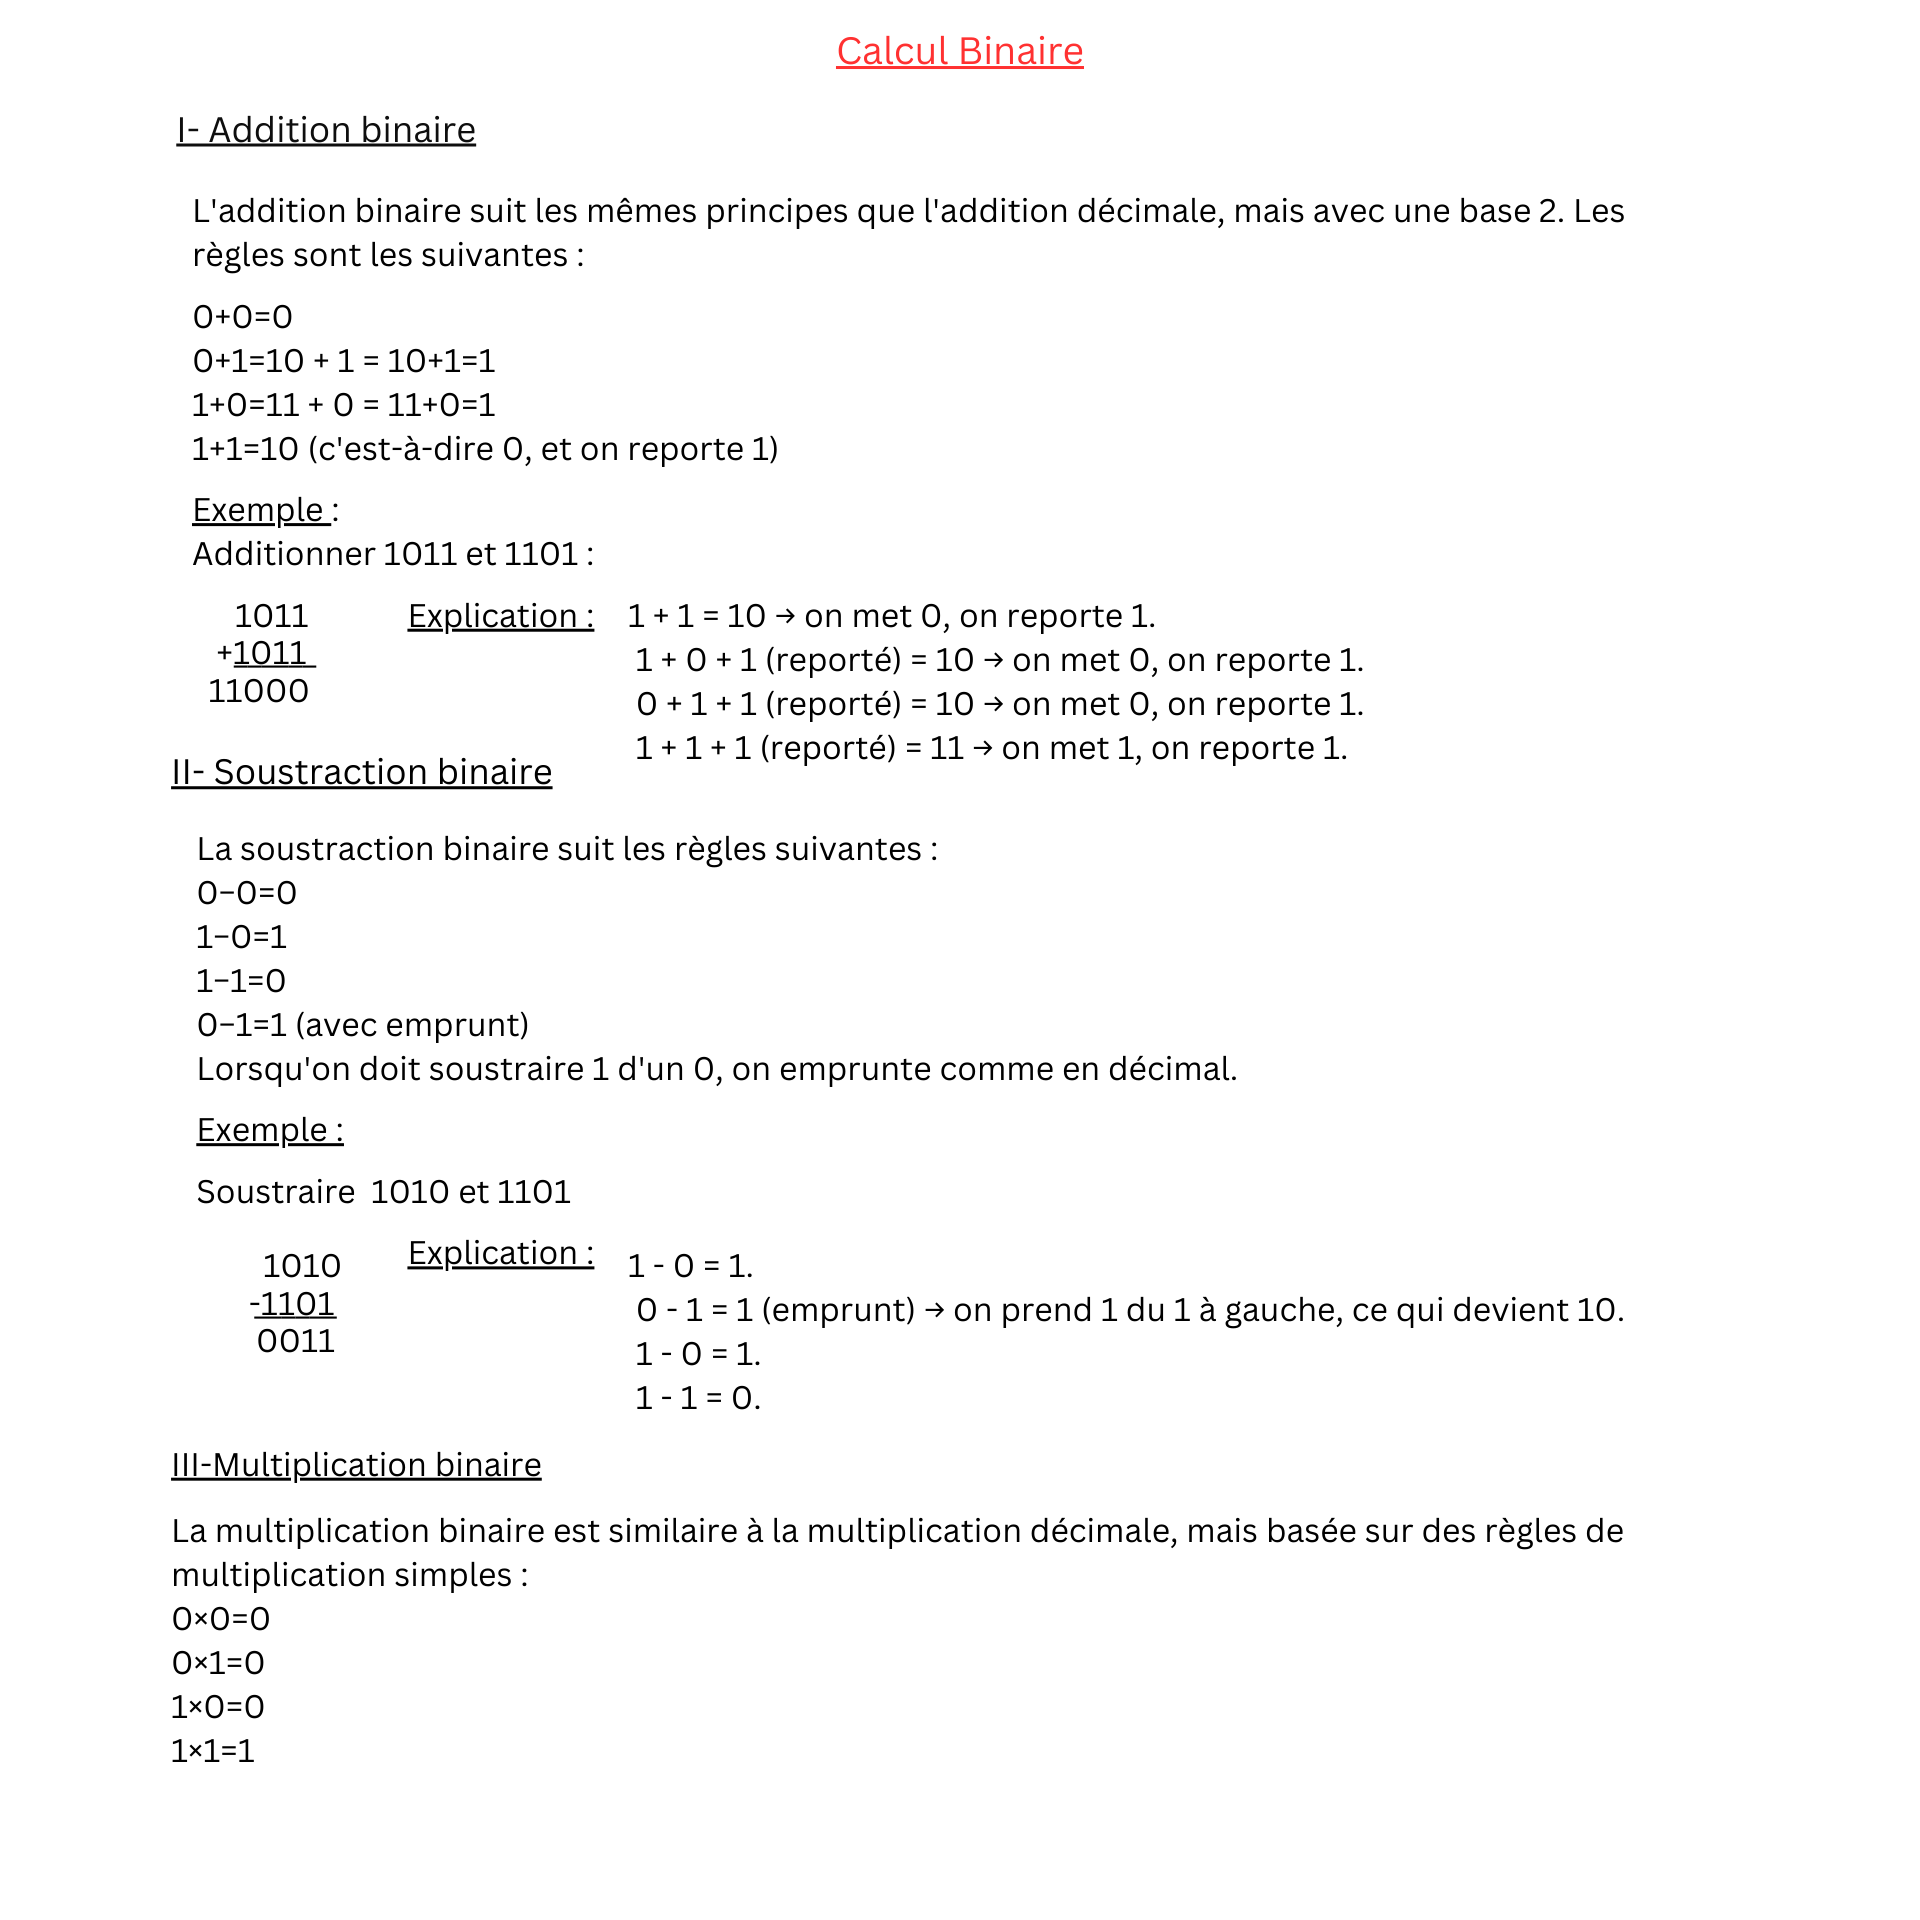 Calcul Binaire
I- Addition binaire
L'addition binaire suit les mêmes principes que l'addition décimale, mais avec une base 2. Les
règles sont les suivantes :
0+0=0
0+1=10 + 1 = 10+1=1
1+0=11 + 0 = 11+0=1
1+1=10 (c'est-à-dire 0, et on reporte 1)
Exemple :
Additionner 1011 et 1101 :
1011
+1011
11000
Explication :
1 + 1 = 10 → on met 0, on reporte 1.
1 + 0 + 1 (reporté) = 10 → on met 0, on reporte 1.
0 + 1 + 1 (reporté) = 10 → on met 0, on reporte 1.
1 + 1 + 1 (reporté) = 11 → on met 1, on reporte 1.
II- Soustraction binaire
La soustraction binaire suit les règles suivantes :
0−0=0
1−0=1
1−1=0
0−1=1 (avec emprunt)
Lorsqu'on doit soustraire 1 d'un 0, on emprunte comme en décimal.
Exemple :
Soustraire 1010 et 1101
1010
-1101
0011
Explication :
1 - 0 = 1.
0 - 1 = 1 (emprunt) → on prend 1 du 1 à gauche, ce qui devient 10.
1 - 0 = 1.
1 - 1 = 0.
III-Multiplication binaire
La multiplication binaire est similaire à la multiplication décimale, mais basée sur des règles de
multiplication simples :
0×0=0
0×1=0
1×0=0
1×1=1